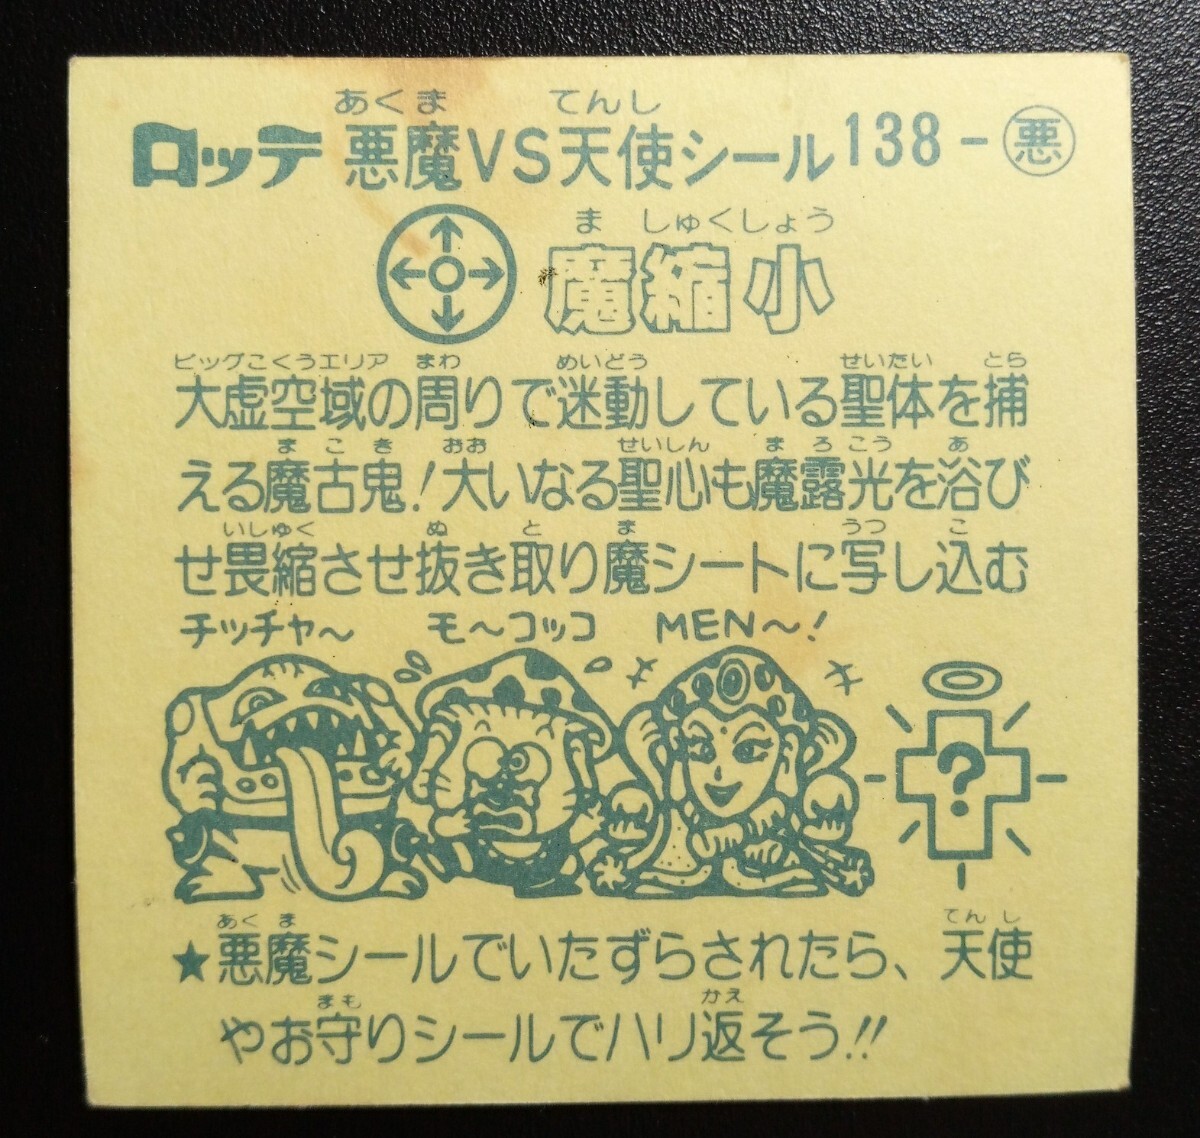 あくま てんし
ロッテ 悪魔VS天使シール 138-悪
ま しゅくしょう
魔縮小
ビッグこくうエリア まわ めいどう せいたい とら
大虚空域の周りで迷動している聖体を捕
まこき おお せいしん まろこう あ
える魔古鬼!大いなる聖心も魔露光を浴び
いしゅく ぬ と ま うつ こ
せ畏縮させ抜き取り魔シートに写し込む
チッチャ〜 モ〜コッコ MEN〜!
?
あくま てんし
★悪魔シールでいたずらされたら、天使
まも かえ
やお守りシールでハリ返そう!!